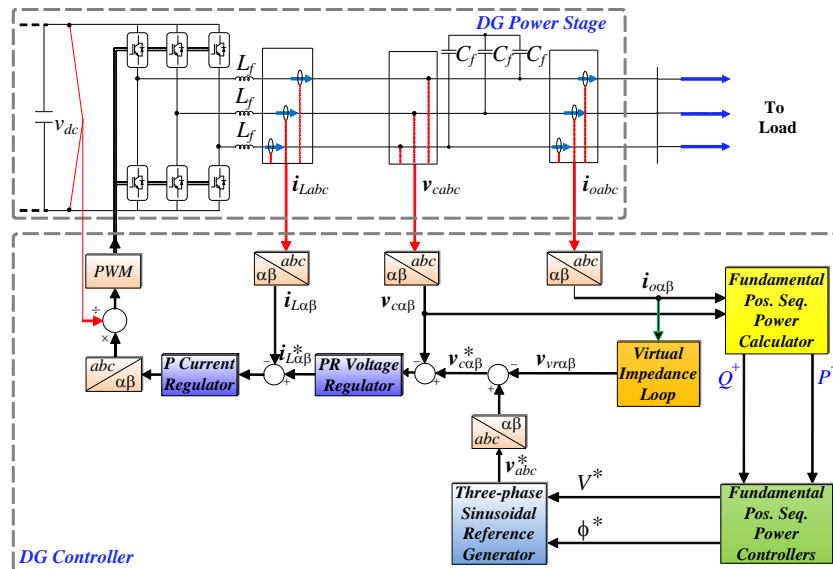 DG Power Stage
C_f C_f C_f
L_f
L_f
L_f
v_dc
To
Load
i_Labc
v_cabc
i_oabc
PWM
abc
αβ
abc
αβ
abc
αβ
÷
×
i_Lαβ
v_cαβ
i_oαβ
Fundamental
Pos. Seq.
Power
Calculator
i*_Lαβ
v*_cαβ
v_vrαβ
abc
αβ
P Current
Regulator
PR Voltage
Regulator
Virtual
Impedance
Loop
− + − + − +
Q⁺
P⁺
αβ
abc
v*_abc
Three-phase
Sinusoidal
Reference
Generator
V*
ϕ*
Fundamental
Pos. Seq.
Power
Controllers
DG Controller